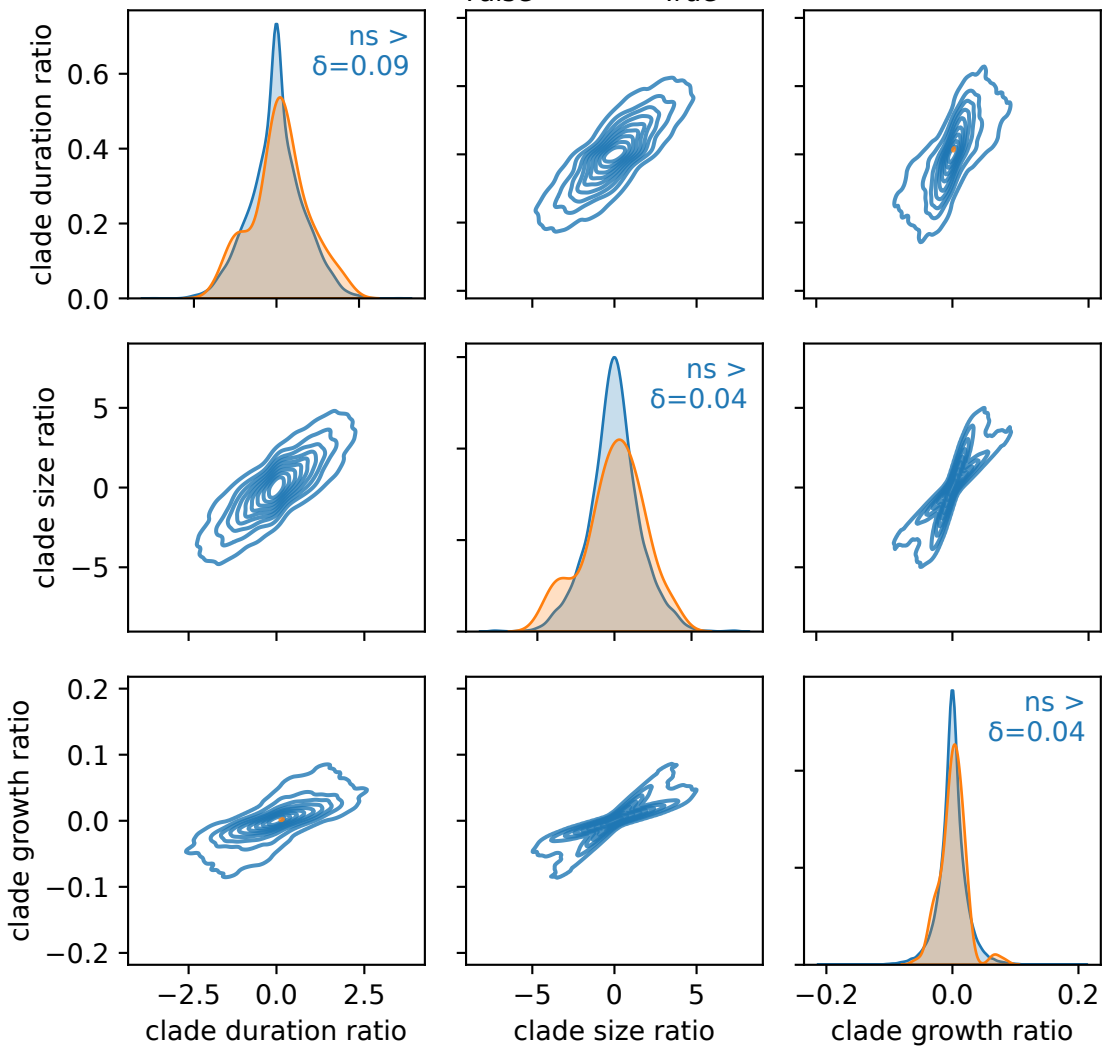 ns >
δ=0.09
clade duration ratio
0.6
0.4
0.2
0.0
ns >
δ=0.04
clade size ratio
5
0
−5
ns >
δ=0.04
clade growth ratio
0.2
0.1
0.0
−0.1
−0.2
−2.5 0.0 2.5
−5 0 5
−0.2 0.0 0.2
clade duration ratio
clade size ratio
clade growth ratio